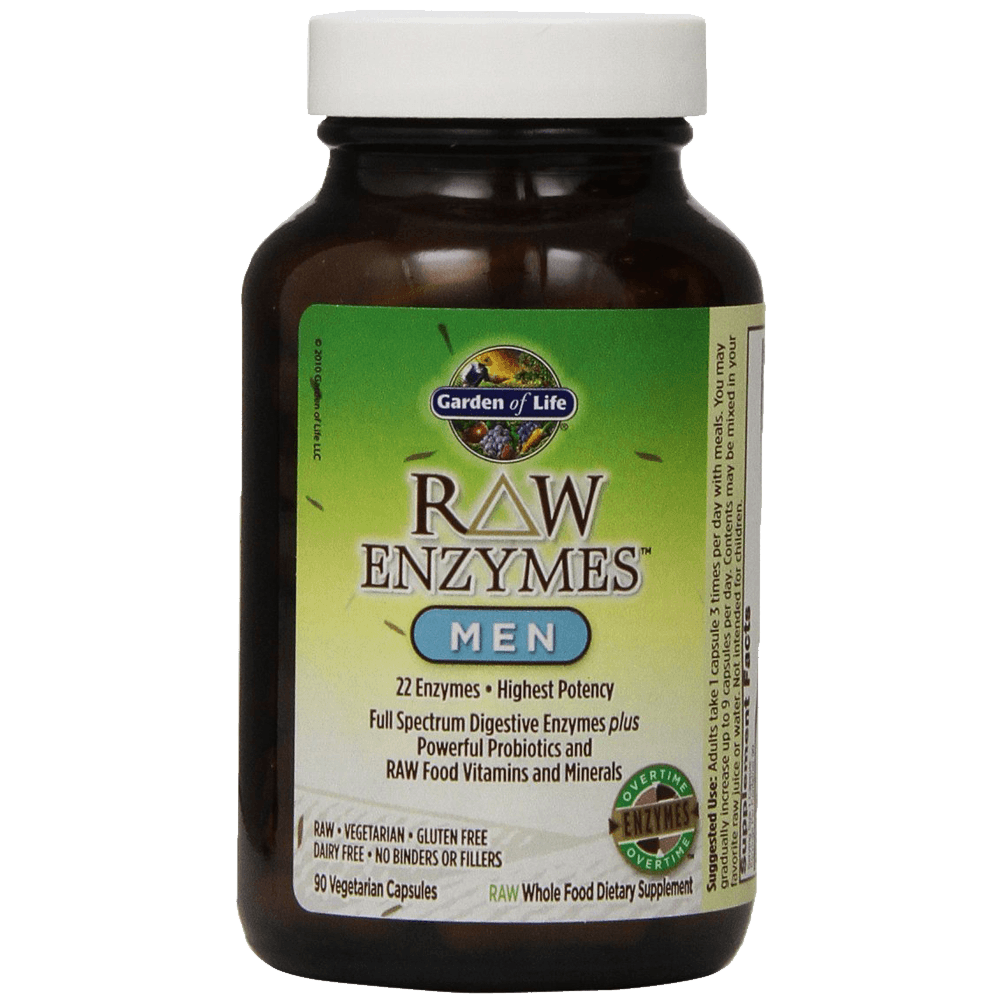 © 2010 Garden of Life LLC
Garden of Life®
RAW
ENZYMES™
MEN
22 Enzymes • Highest Potency
Full Spectrum Digestive Enzymes plus
Powerful Probiotics and
RAW Food Vitamins and Minerals
OVERTIME
ENZYMES
OVERTIME™
RAW • VEGETARIAN • GLUTEN FREE
DAIRY FREE • NO BINDERS OR FILLERS
90 Vegetarian Capsules
RAW Whole Food Dietary Supplement
Suggested Use: Adults take 1 capsule 3 times per day with meals. You may
gradually increase up to 9 capsules per day. Contents may be mixed in your
favorite raw juice or water. Not intended for children.
Supplement Facts